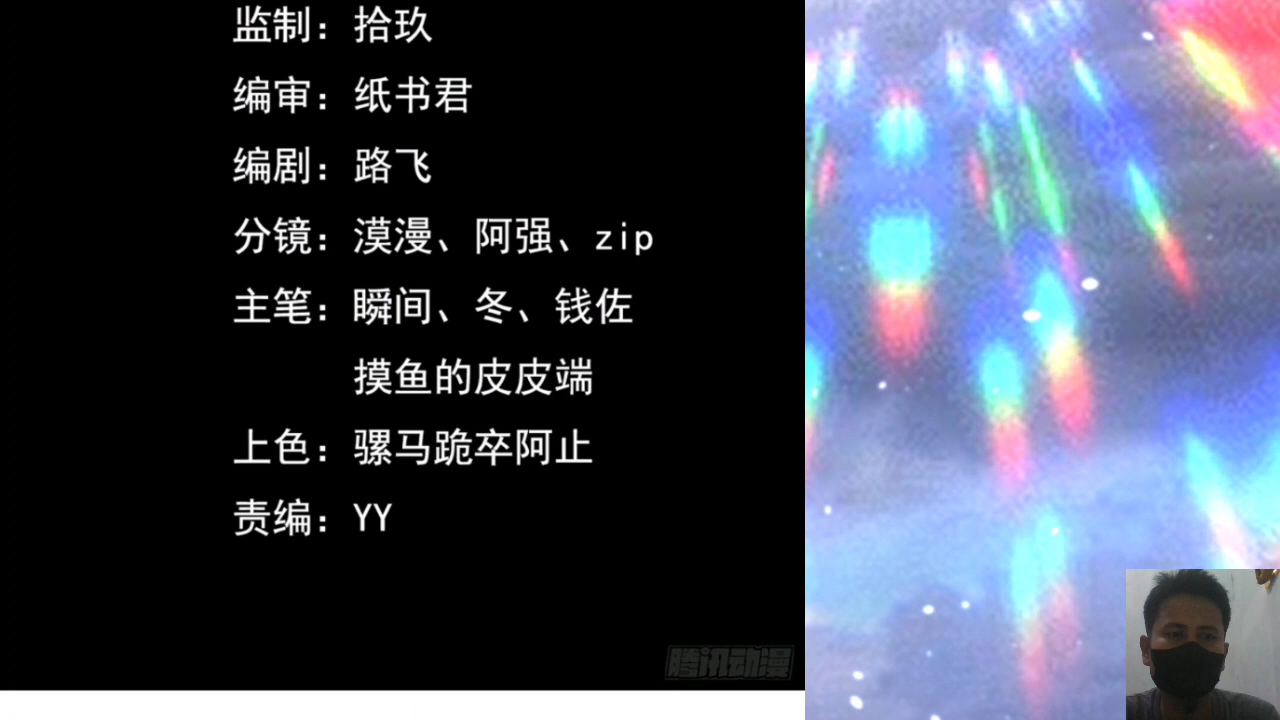 监制：拾玖
编审：纸书君
编剧：路飞
分镜：漠漫、阿强、zip
主笔：瞬间、冬、钱佐
摸鱼的皮皮端
上色：骡马跪卒阿止
责编：YY
腾讯动漫